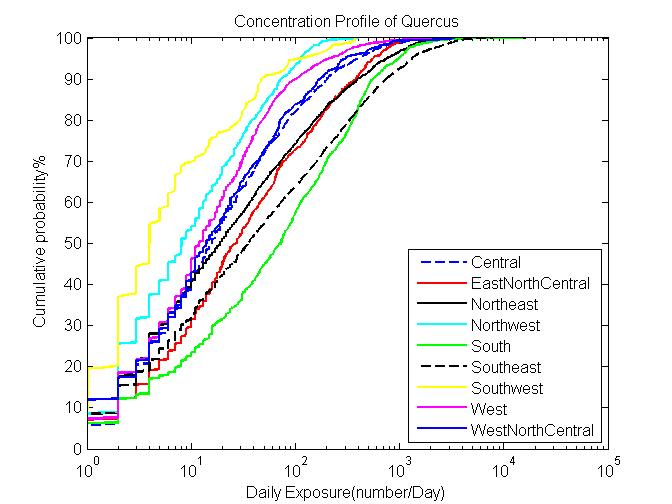 Concentration Profile of Quercus
Cumulative probability%
100
90
80
70
60
50
40
30
20
10
0
10^0 10^1 10^2 10^3 10^4 10^5
Daily Exposure(number/Day)
Central
EastNorthCentral
Northeast
Northwest
South
Southeast
Southwest
West
WestNorthCentral